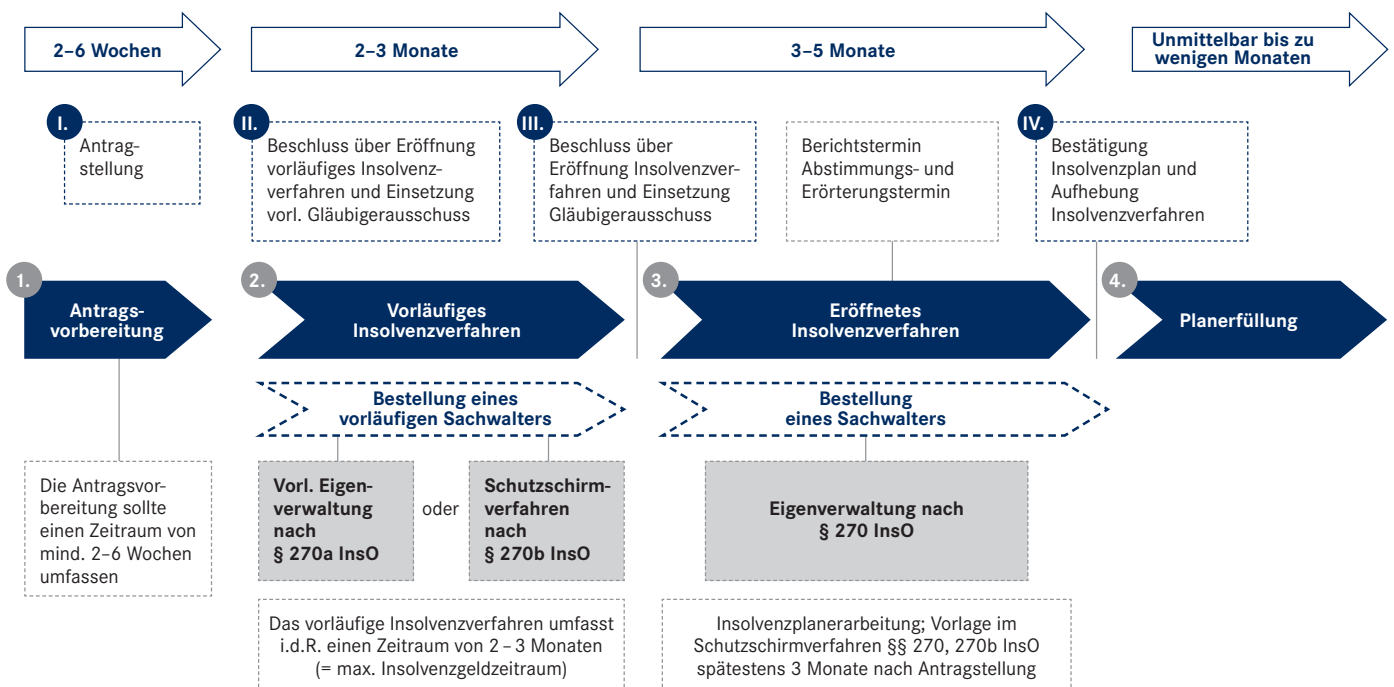 2–6 Wochen
2–3 Monate
3–5 Monate
Unmittelbar bis zu
wenigen Monaten
I.
Antrag-
stellung
II.
Beschluss über Eröffnung
vorläufiges Insolvenz-
verfahren und Einsetzung
vorl. Gläubigerausschuss
III.
Beschluss über
Eröffnung Insolvenzver-
fahren und Einsetzung
Gläubigerausschuss
Berichtstermin
Abstimmungs- und
Erörterungstermin
IV.
Bestätigung
Insolvenzplan und
Aufhebung
Insolvenzverfahren
1.
Antrags-
vorbereitung
2.
Vorläufiges
Insolvenzverfahren
3.
Eröffnetes
Insolvenzverfahren
4.
Planerfüllung
Bestellung eines
vorläufigen Sachwalters
Bestellung
eines Sachwalters
Die Antragsvor-
bereitung sollte
einen Zeitraum von
mind. 2–6 Wochen
umfassen
Vorl. Eigen-
verwaltung
nach
§ 270a InsO
oder
Schutzschirm-
verfahren
nach
§ 270b InsO
Eigenverwaltung nach
§ 270 InsO
Das vorläufige Insolvenzverfahren umfasst
i.d.R. einen Zeitraum von 2 – 3 Monaten
(= max. Insolvenzgeldzeitraum)
Insolvenzplanerarbeitung; Vorlage im
Schutzschirmverfahren §§ 270, 270b InsO
spätestens 3 Monate nach Antragstellung